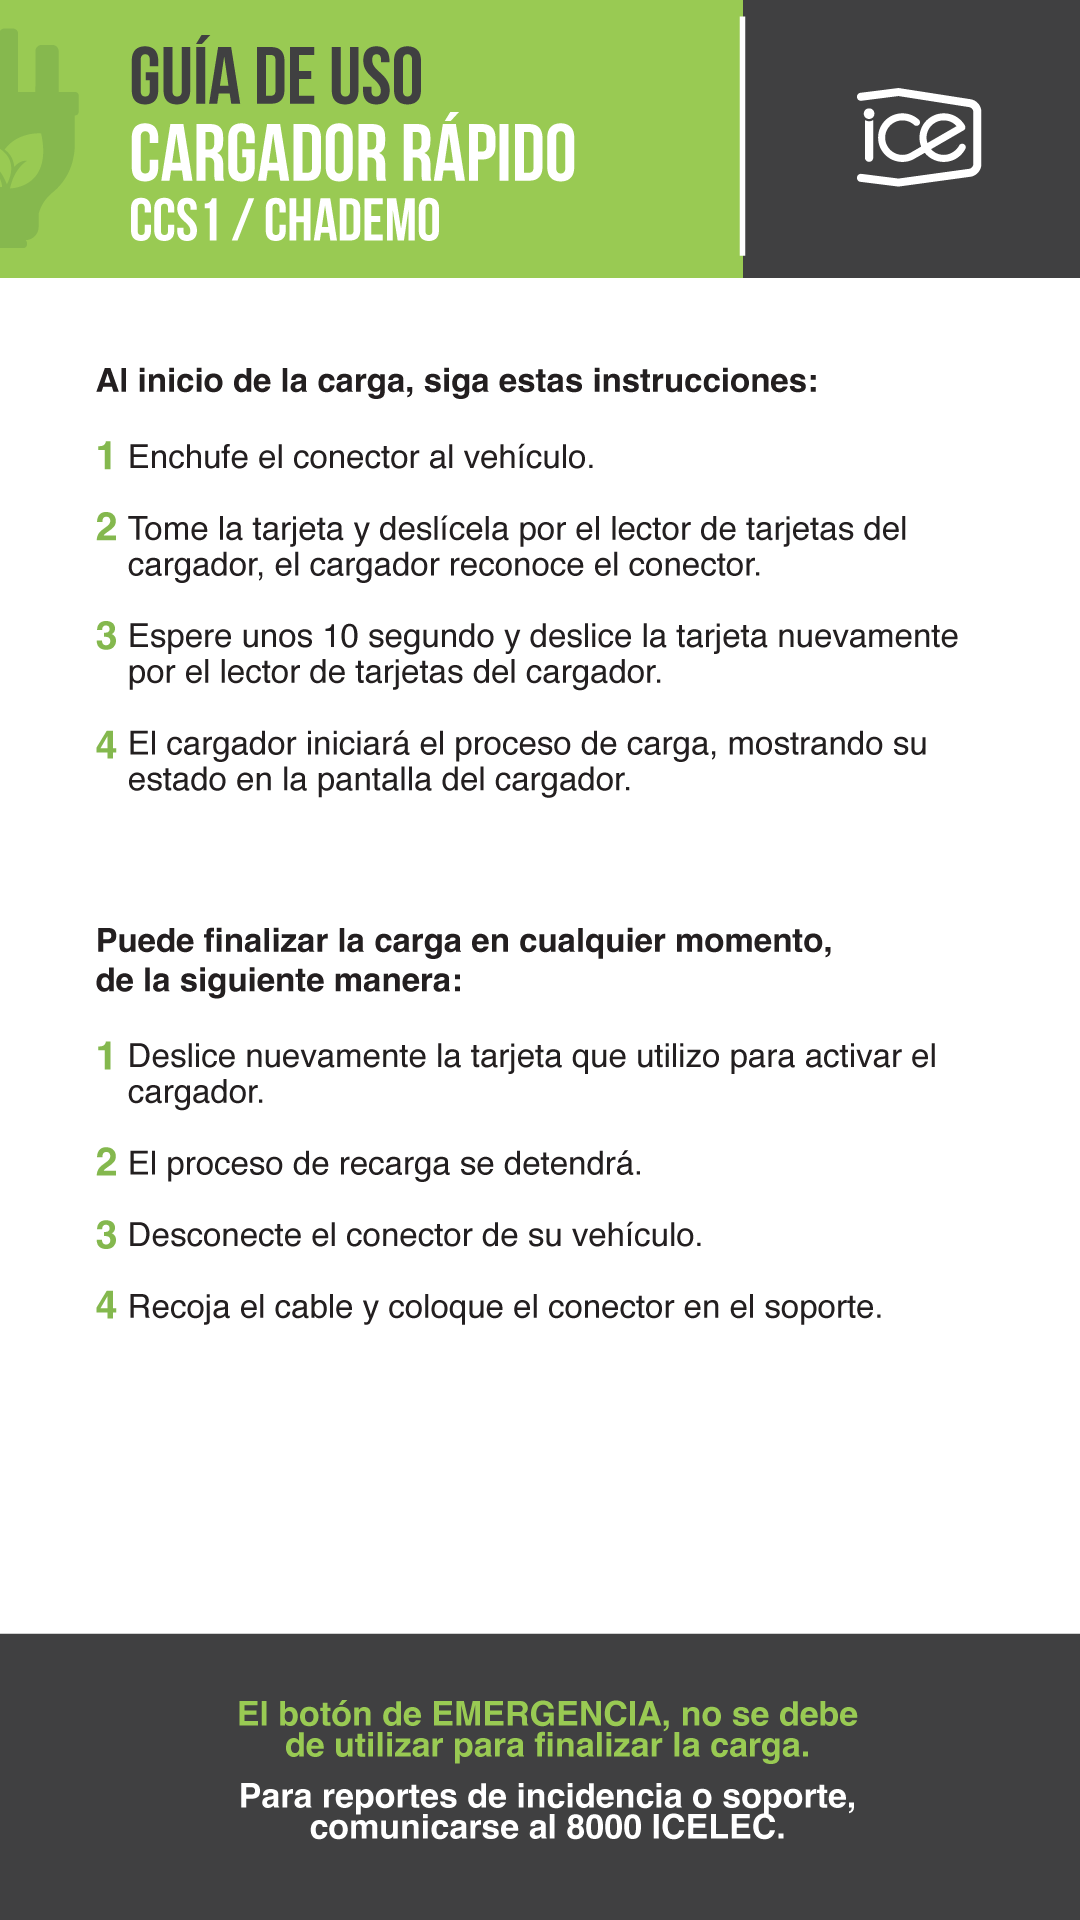 GUÍA DE USO
CARGADOR RÁPIDO
CCS1 / CHADEMO
ice
Al inicio de la carga, siga estas instrucciones:
1 Enchufe el conector al vehículo.
2 Tome la tarjeta y deslícela por el lector de tarjetas del
cargador, el cargador reconoce el conector.
3 Espere unos 10 segundo y deslice la tarjeta nuevamente
por el lector de tarjetas del cargador.
4 El cargador iniciará el proceso de carga, mostrando su
estado en la pantalla del cargador.
Puede finalizar la carga en cualquier momento,
de la siguiente manera:
1 Deslice nuevamente la tarjeta que utilizo para activar el
cargador.
2 El proceso de recarga se detendrá.
3 Desconecte el conector de su vehículo.
4 Recoja el cable y coloque el conector en el soporte.
El botón de EMERGENCIA, no se debe
de utilizar para finalizar la carga.
Para reportes de incidencia o soporte,
comunicarse al 8000 ICELEC.